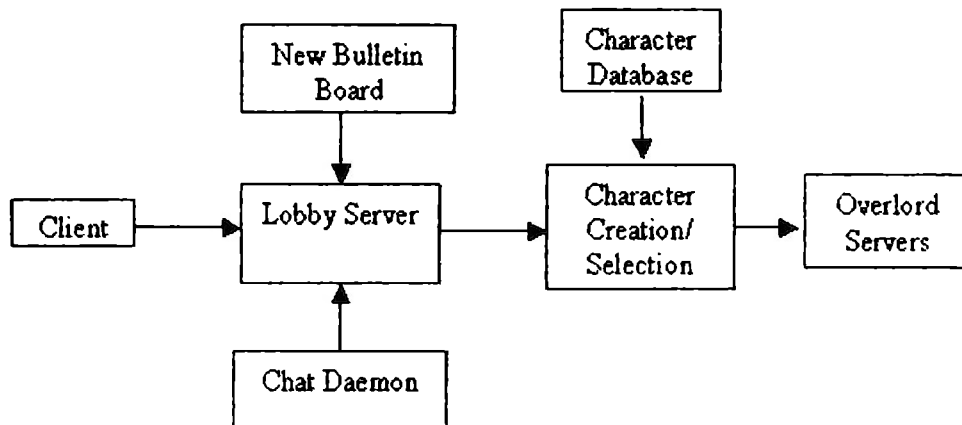 New Bulletin
Board
Character
Database
Client
Lobby Server
Character
Creation/
Selection
Overlord
Servers
Chat Daemon